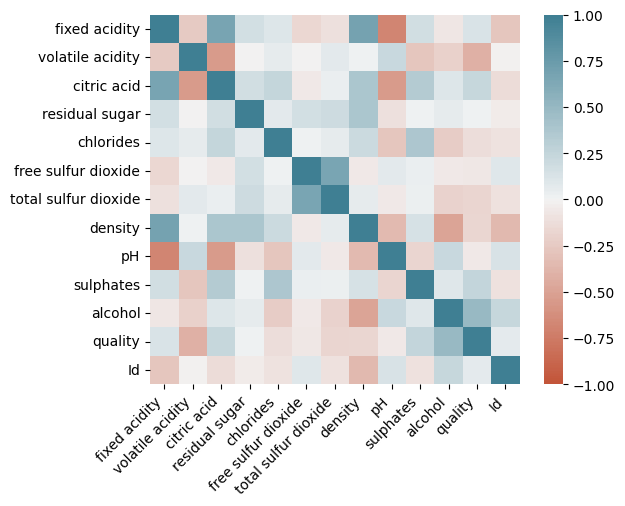 fixed acidity
volatile acidity
citric acid
residual sugar
chlorides
free sulfur dioxide
total sulfur dioxide
density
pH
sulphates
alcohol
quality
Id
fixed acidity
volatile acidity
citric acid
residual sugar
chlorides
free sulfur dioxide
total sulfur dioxide
density
pH
sulphates
alcohol
quality
Id
1.00
0.75
0.50
0.25
0.00
−0.25
−0.50
−0.75
−1.00